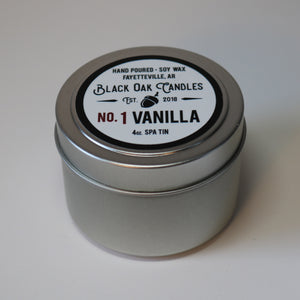 HAND POURED - SOY WAX
FAYETTEVILLE, AR
BLACK OAK CANDLES
EST. 2018
NO. 1 VANILLA
4oz. SPA TIN